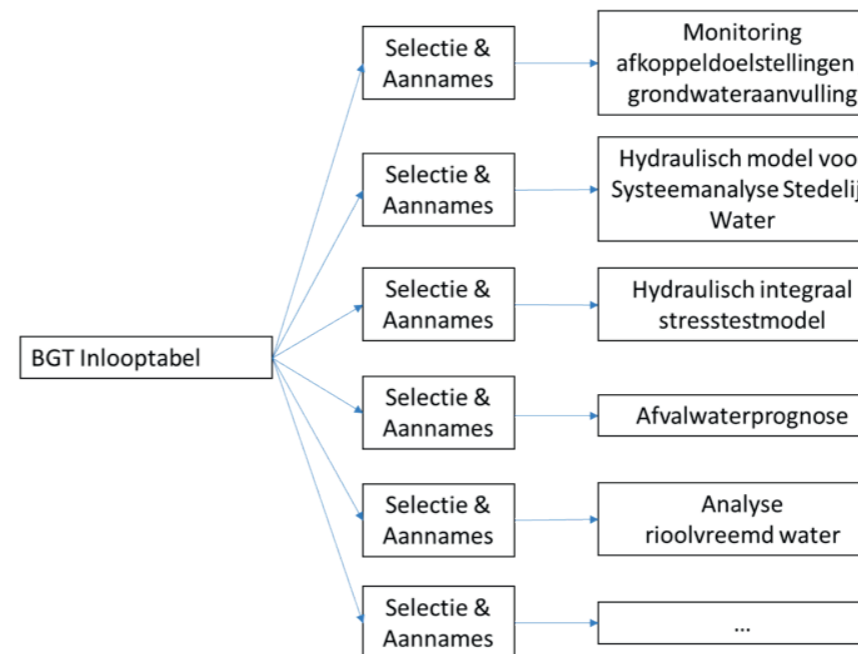 Selectie &
Aannames
Monitoring
afkoppeldoelstellingen
grondwateraanvulling
Selectie &
Aannames
Hydraulisch model voo
Systeemanalyse Stedelij
Water
Selectie &
Aannames
Hydraulisch integraal
stresstestmodel
BGT Inlooptabel
Selectie &
Aannames
Afvalwaterprognose
Selectie &
Aannames
Analyse
rioolvreemd water
Selectie &
Aannames
...